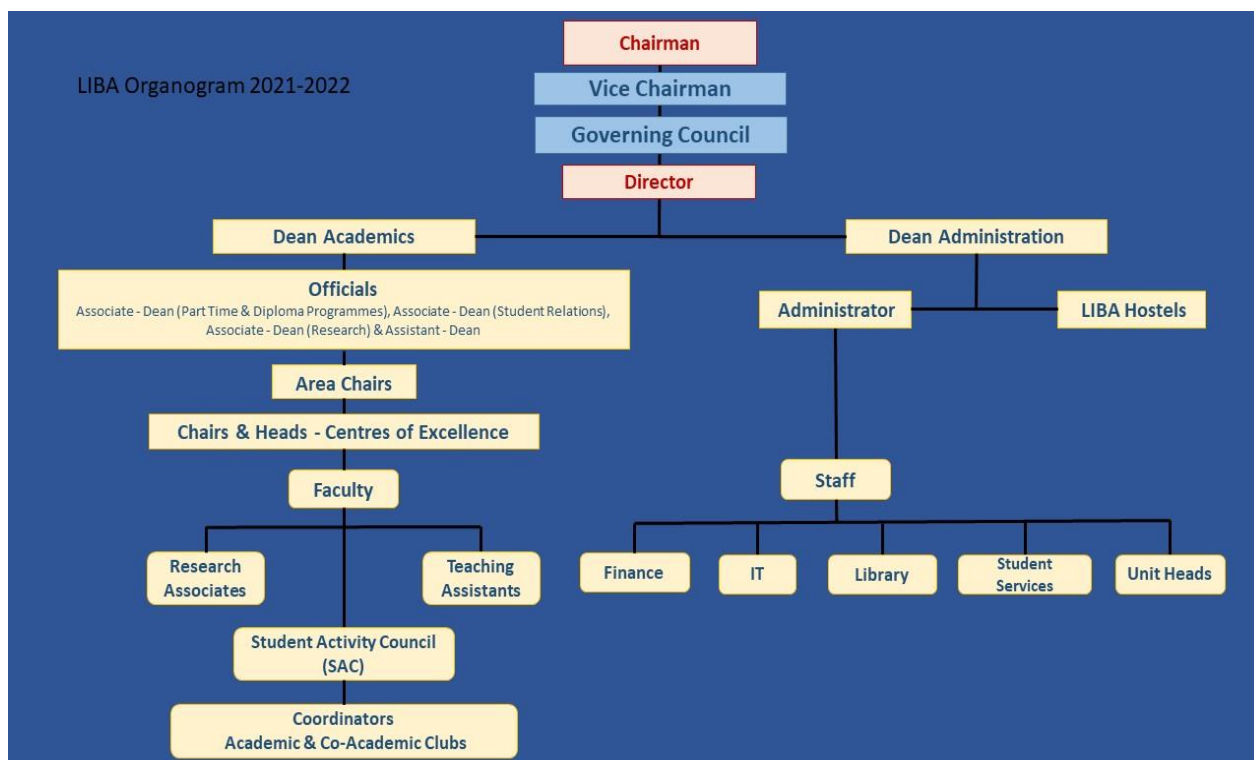 Chairman
LIBA Organogram 2021-2022
Vice Chairman
Governing Council
Director
Dean Academics
Dean Administration
Officials
Associate - Dean (Part Time & Diploma Programmes), Associate - Dean (Student Relations),
Associate - Dean (Research) & Assistant - Dean
Administrator
LIBA Hostels
Area Chairs
Chairs & Heads - Centres of Excellence
Faculty
Staff
Research
Associates
Teaching
Assistants
Finance
IT
Library
Student
Services
Unit Heads
Student Activity Council
(SAC)
Coordinators
Academic & Co-Academic Clubs